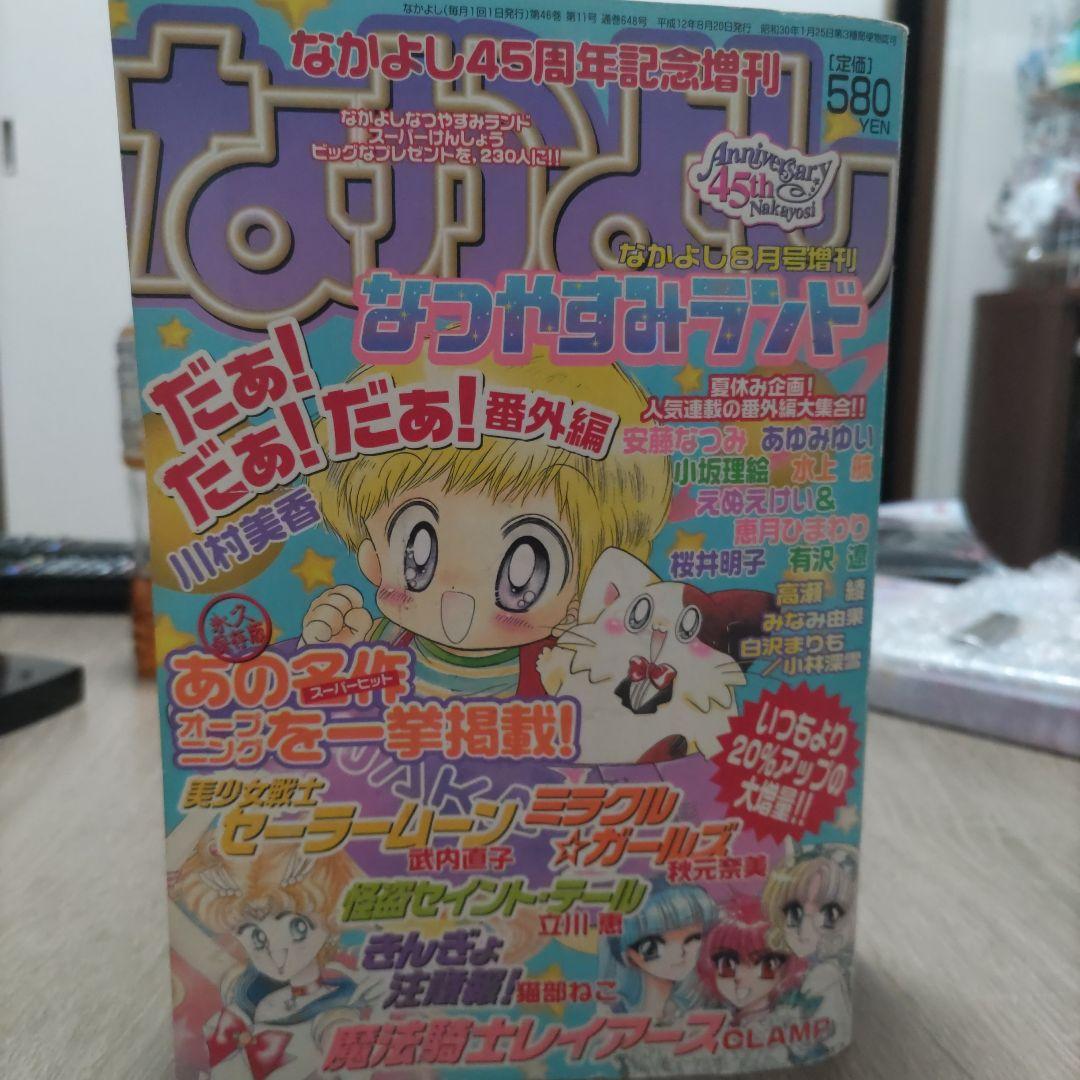 なかよし(毎月1回1日発行)第46巻 第11号 通巻648号 平成12年8月20日発行 昭和30年1月25日第3種郵便物認可
なかよし45周年記念増刊
[定価]
580
YEN
なかよし
なかよしなつやすみランド
スーパーけんしょう
ビッグなプレゼントを、230人に!!
Anniversary
45th
Nakayosi
なかよし8月号増刊
なつやすみランド
だぁ!
だぁ!だぁ!番外編
川村美香
夏休み企画!
人気連載の番外編大集合!!
安藤なつみ あゆみゆい
小坂理絵 水上 航
えぬえけい&
恵月ひまわり
桜井明子 有沢 遼
高瀬 綾
みなみ由果
白沢まりも
/小林深雪
永久
保存版
あの名作
スーパーヒット
オープニングを一挙掲載!
いつもより
20%アップの
大増量!!
美少女戦士
セーラームーン
武内直子
ミラクル
☆ガールズ
秋元奈美
怪盗セイント・テール
立川 恵
きんぎょ
注意報!猫部ねこ
魔法騎士レイアース CLAMP